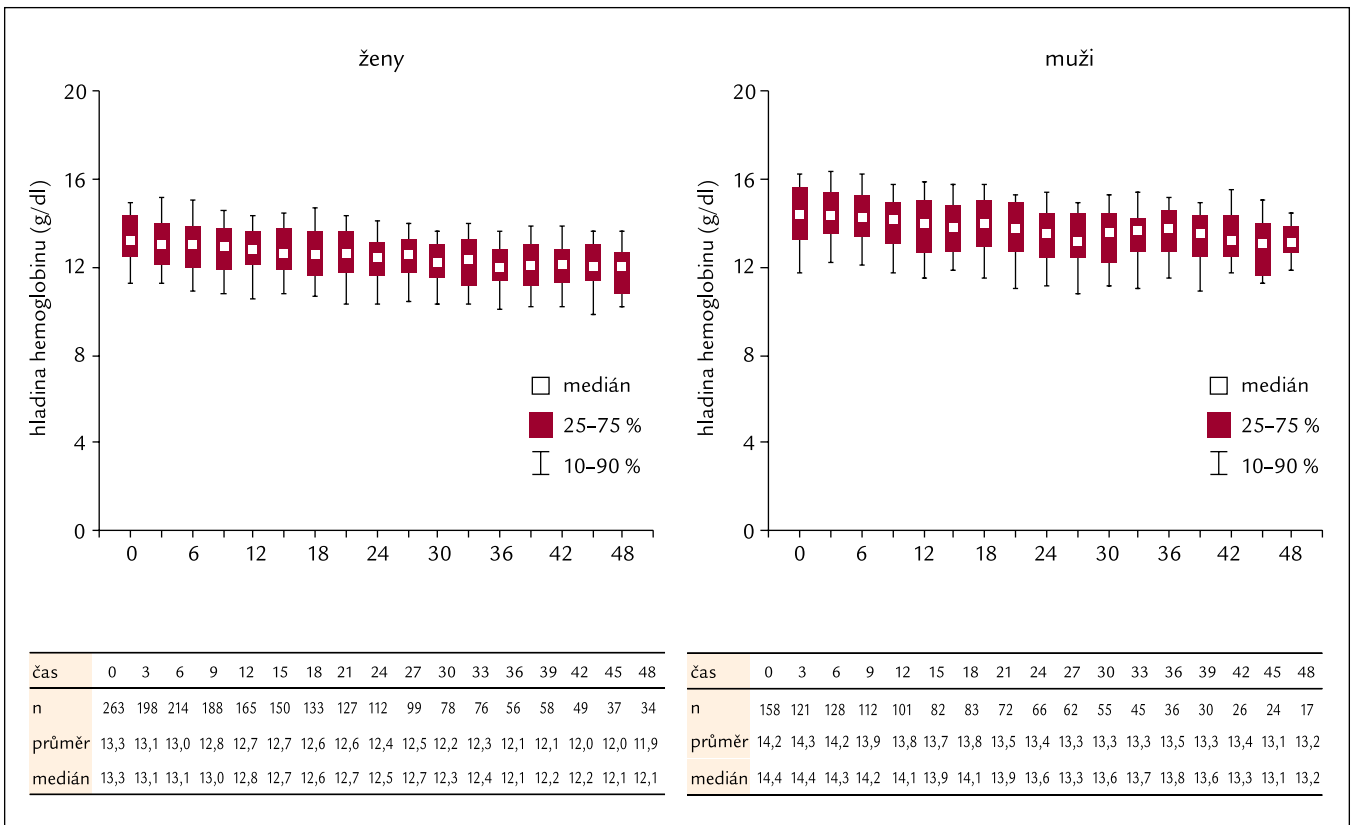 ženy
20
16
12
8
4
0
hladina hemoglobinu (g/dl)
medián
25–75 %
10–90 %
0 6 12 18 24 30 36 42 48
muži
20
16
12
8
4
0
hladina hemoglobinu (g/dl)
medián
25–75 %
10–90 %
0 6 12 18 24 30 36 42 48
čas 0 3 6 9 12 15 18 21 24 27 30 33 36 39 42 45 48
n 263 198 214 188 165 150 133 127 112 99 78 76 56 58 49 37 34
průměr 13,3 13,1 13,0 12,8 12,7 12,7 12,6 12,6 12,4 12,5 12,2 12,3 12,1 12,1 12,0 12,0 11,9
medián 13,3 13,1 13,1 13,0 12,8 12,7 12,6 12,7 12,5 12,7 12,3 12,4 12,1 12,2 12,2 12,1 12,1
čas 0 3 6 9 12 15 18 21 24 27 30 33 36 39 42 45 48
n 158 121 128 112 101 82 83 72 66 62 55 45 36 30 26 24 17
průměr 14,2 14,3 14,2 13,9 13,8 13,7 13,8 13,5 13,4 13,3 13,3 13,3 13,5 13,3 13,4 13,1 13,2
medián 14,4 14,4 14,3 14,2 14,1 13,9 14,1 13,9 13,6 13,3 13,6 13,7 13,8 13,6 13,3 13,1 13,2